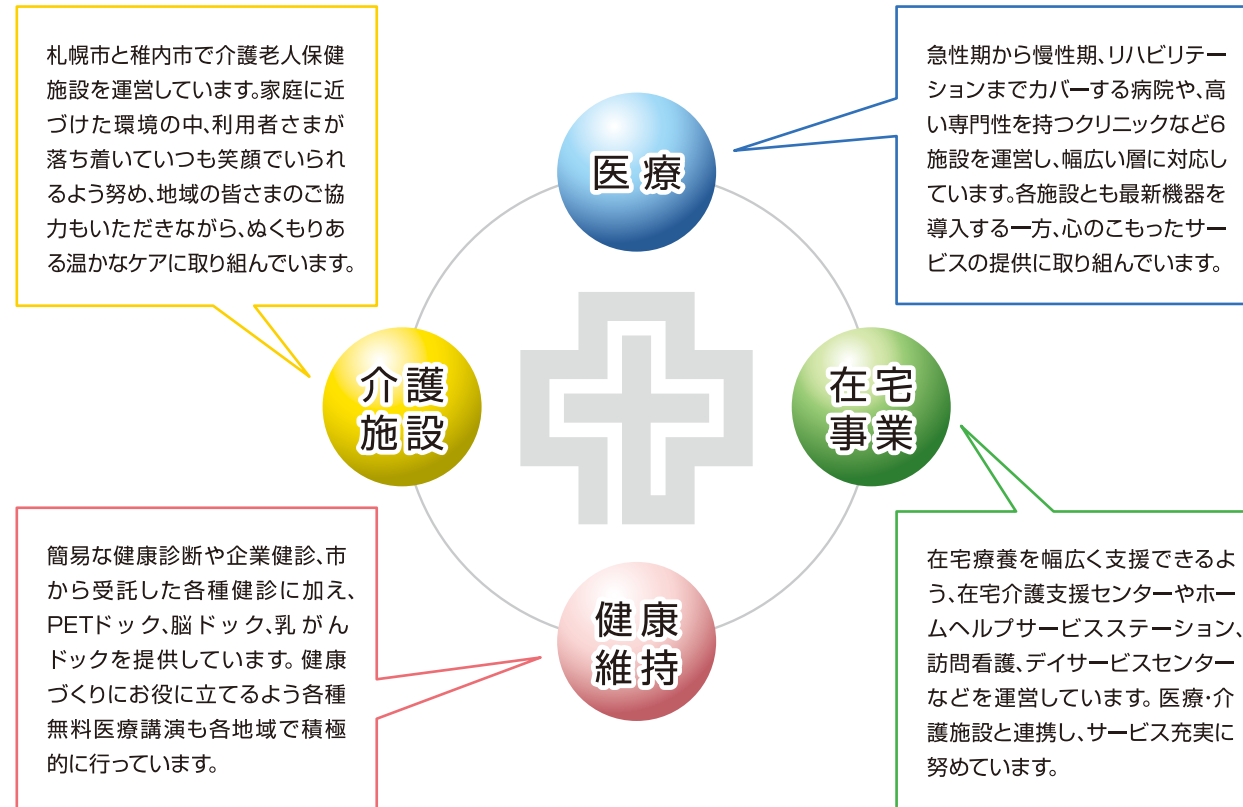 札幌市と稚内市で介護老人保健
施設を運営しています。家庭に近
づけた環境の中、利用者さまが
落ち着いていつも笑顔でいられ
るよう努め、地域の皆さまのご協
力もいただきながら、ぬくもりあ
る温かなケアに取り組んでいます。
医療
急性期から慢性期、リハビリテー
ションまでカバーする病院や、高
い専門性を持つクリニックなど6
施設を運営し、幅広い層に対応し
ています。各施設とも最新機器を
導入する一方、心のこもったサー
ビスの提供に取り組んでいます。
介護
施設
在宅
事業
簡易な健康診断や企業健診、市
から受託した各種健診に加え、
PETドック、脳ドック、乳がん
ドックを提供しています。健康
づくりにお役に立てるよう各種
無料医療講演も各地域で積極
的に行っています。
健康
維持
在宅療養を幅広く支援できるよ
う、在宅介護支援センターやホー
ムヘルプサービスステーション、
訪問看護、デイサービスセンター
などを運営しています。医療・介
護施設と連携し、サービス充実に
努めています。